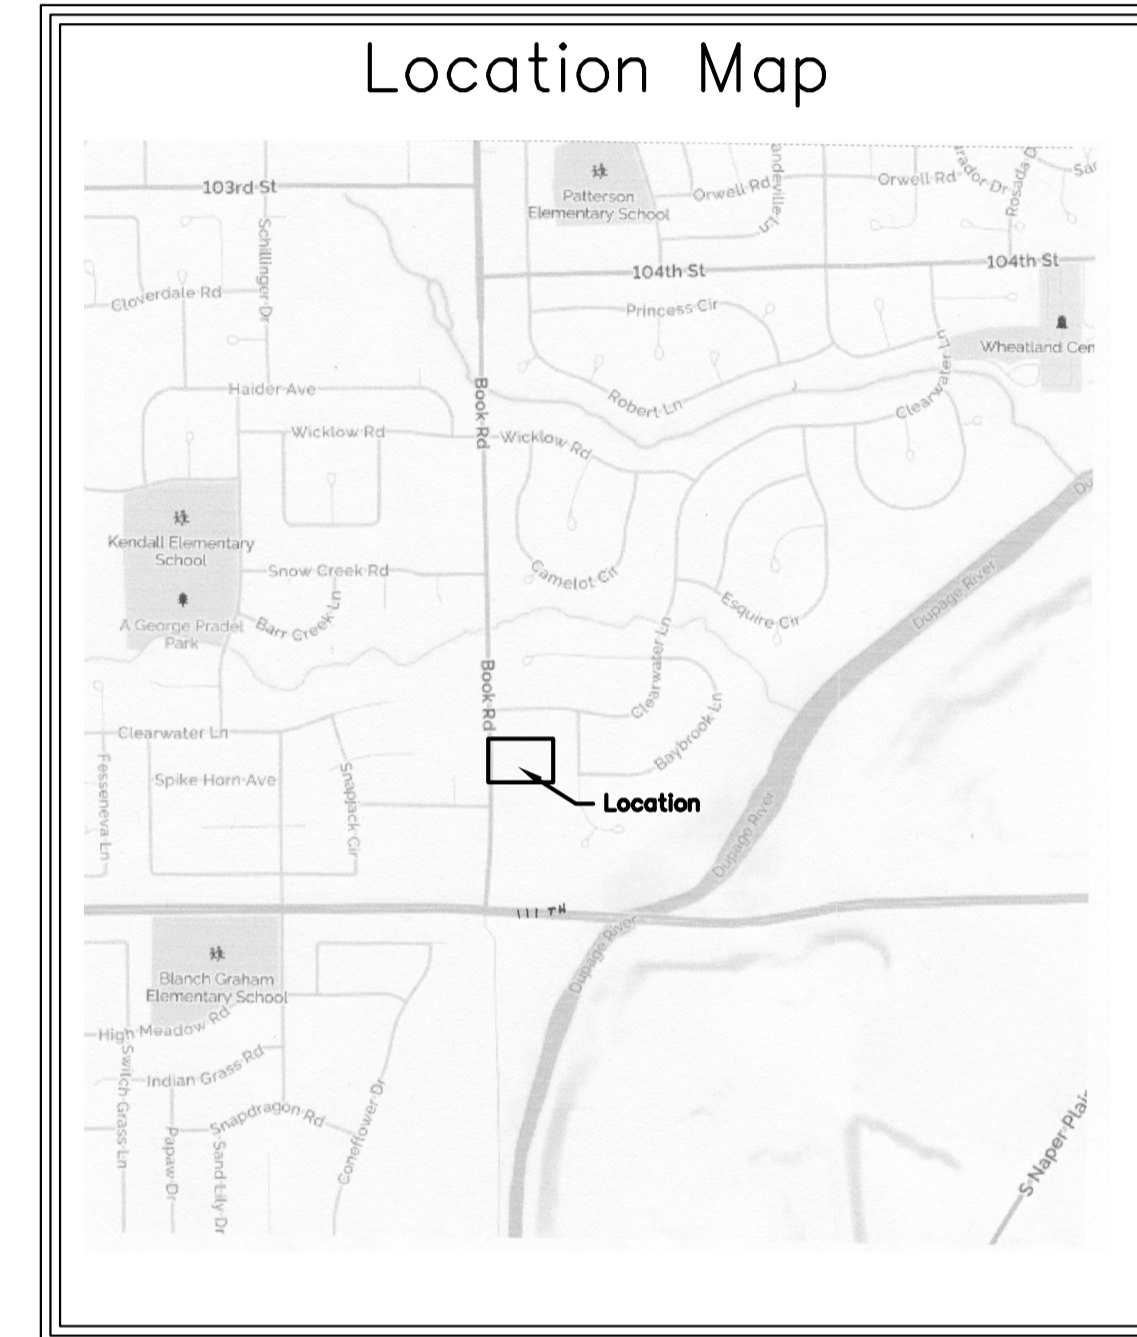 Location Map
103rd St
Patterson
Elementary School
Orwell Rd
Orwell Rd
Rosada D
Sar
Schillinger Dr
104th St
104th St
Cloverdale Rd
Princess Cir
Wheatland Cen
Haider Ave
Book Rd
Robert Ln
Clearwater Ln
Wicklow Rd
Wicklow Rd
Du
Kendall Elementary
School
Snow Creek Rd
Camelot Cir
Esquire Cir
Dupage River
A George Pradel
Park
Barr Creek Ln
Book Rd
Clearwater Ln
Baybrook Ln
Clearwater Ln
Fesseneva Ln
Spike Horn Ave
Snapjack Cir
Location
Dupage River
111 TH
Dupage River
Blanch Graham
Elementary School
High Meadow Rd
Switch Grass Ln
Indian Grass Rd
Snapdragon Rd
Papaw Dr
Sand Lily Dr
Coneflower Dr
S Naper Plai